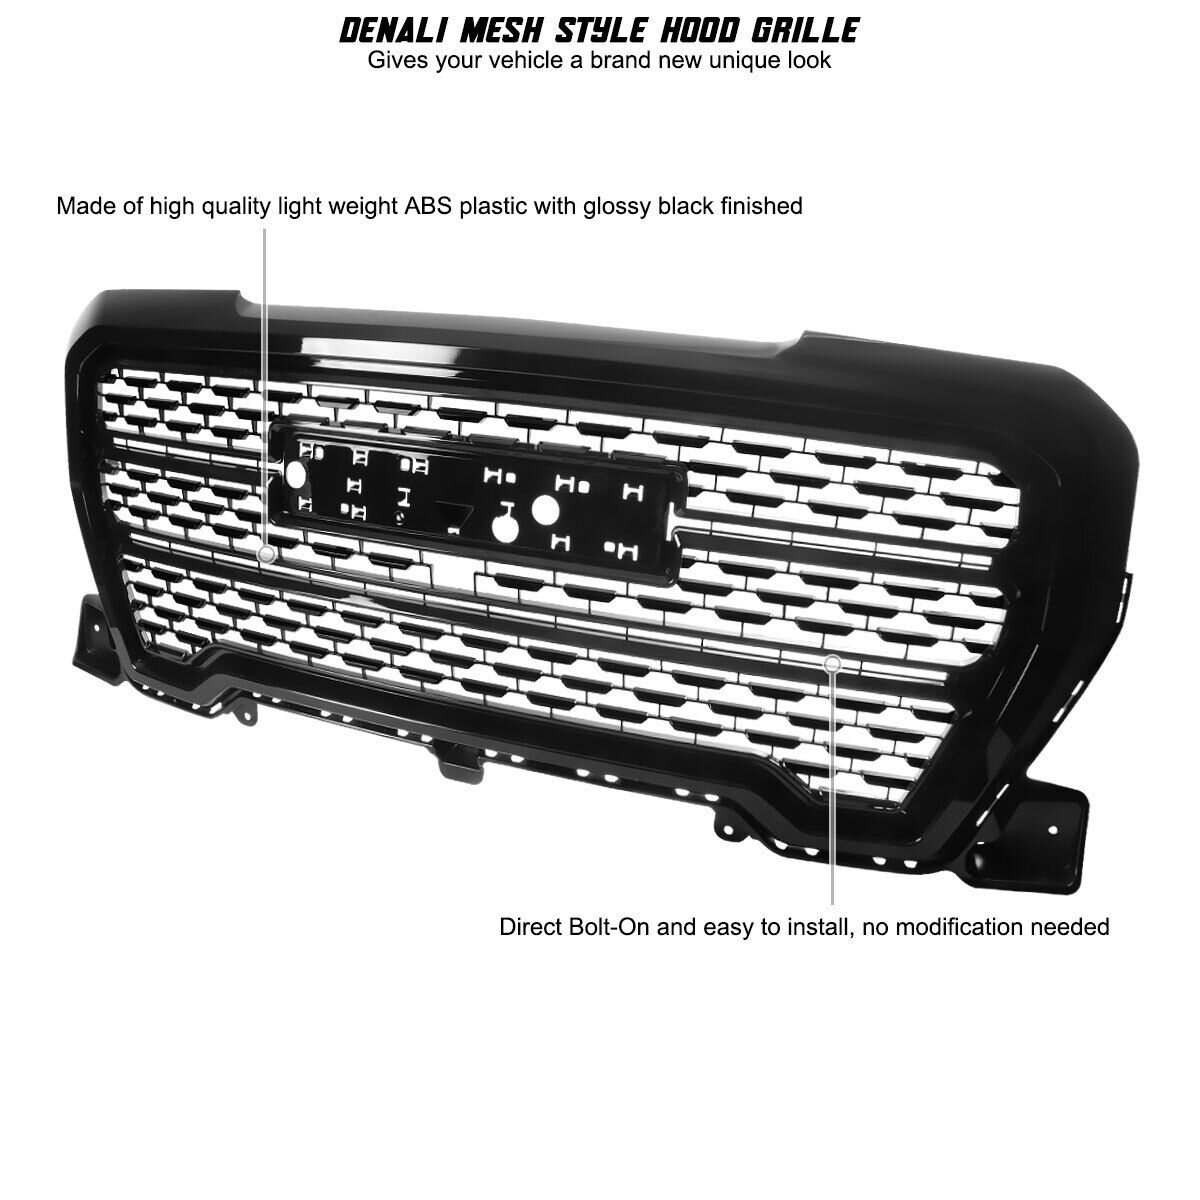 DENALI MESH STYLE HOOD GRILLE
Gives your vehicle a brand new unique look
Made of high quality light weight ABS plastic with glossy black finished
Direct Bolt-On and easy to install, no modification needed